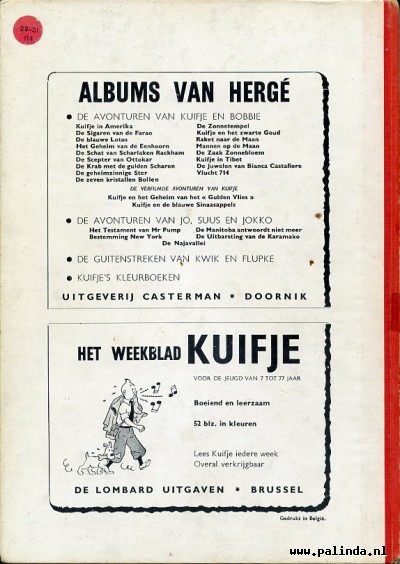 20-31
114
ALBUMS VAN HERGÉ
● DE AVONTUREN VAN KUIFJE EN BOBBIE
Kuifje in Amerika
De Sigaren van de Farao
De blauwe Lotus
Het Geheim van de Eenhoorn
De Schat van Scharlaken Rackham
De Scepter van Ottokar
De Krab met de gulden Scharen
De geheimzinnige Ster
De zeven kristallen Bollen
De Zonnetempel
Kuifje en het zwarte Goud
Raket naar de Maan
Mannen op de Maan
De Zaak Zonnebloem
Kuifje in Tibet
De Juwelen van Bianca Castafiore
Vlucht 714
DE VERFILMDE AVONTUREN VAN KUIFJE
Kuifje en het Geheim van het « Gulden Vlies »
Kuifje en de blauwe Sinaasappels
● DE AVONTUREN VAN JO, SUUS EN JOKKO
Het Testament van Mr Pump
De Manitoba antwoordt niet meer
Bestemming New York
De Uitbarsting van de Karamako
De Najavallei
● DE GUITENSTREKEN VAN KWIK EN FLUPKE
● KUIFJE'S KLEURBOEKEN
UITGEVERIJ CASTERMAN • DOORNIK
HET WEEKBLAD KUIFJE
VOOR DE JEUGD VAN 7 TOT 77 JAAR
Boeiend en leerzaam
52 blz. in kleuren
Lees Kuifje iedere week
Overal verkrijgbaar
DE LOMBARD UITGAVEN • BRUSSEL
Gedrukt in België.
www.palinda.nl